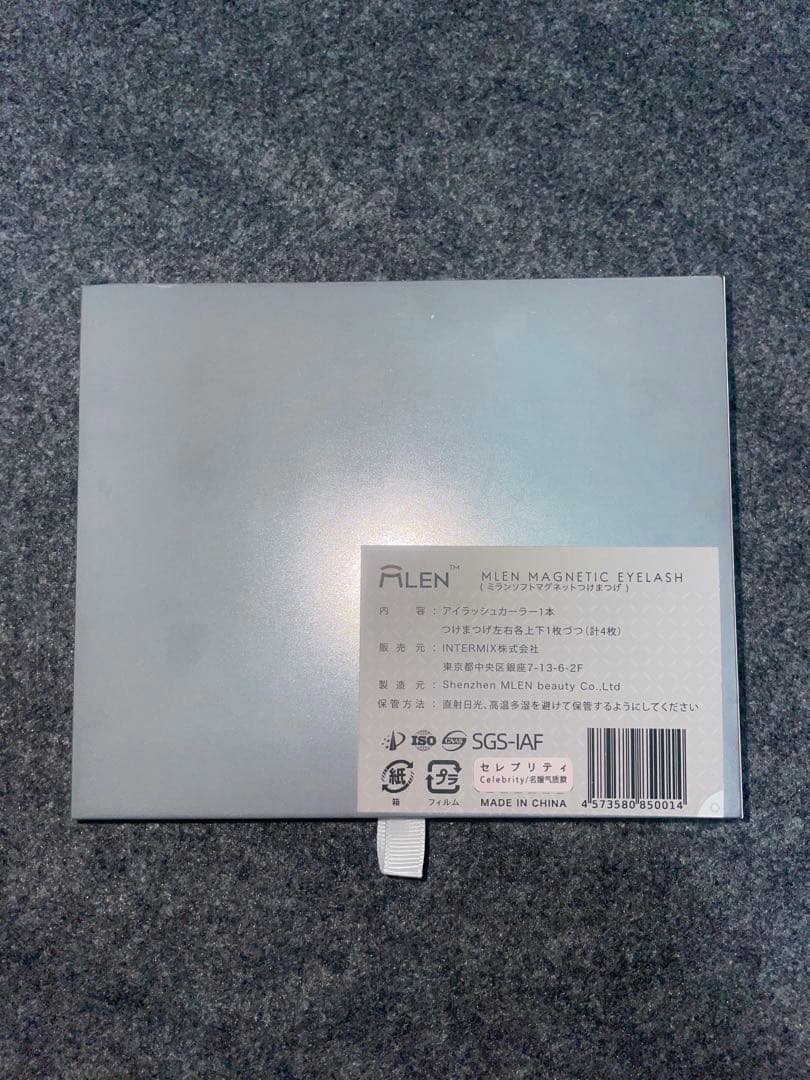 MLEN™
MLEN MAGNETIC EYELASH
( ミランソフトマグネットつけまつげ )
内 容 : アイラッシュカーラー1本
つけまつげ左右各上下1枚づつ(計4枚)
販 売 元 : INTERMIX株式会社
東京都中央区銀座7-13-6-2F
製 造 元 : Shenzhen MLEN beauty Co.,Ltd
保管方法 : 直射日光、高温多湿を避けて保管するようにしてください
ISO SGS-IAF
紙 プラ
箱 フィルム
セレブリティ
Celebrity/名媛气质款
MADE IN CHINA
4 573580 850014